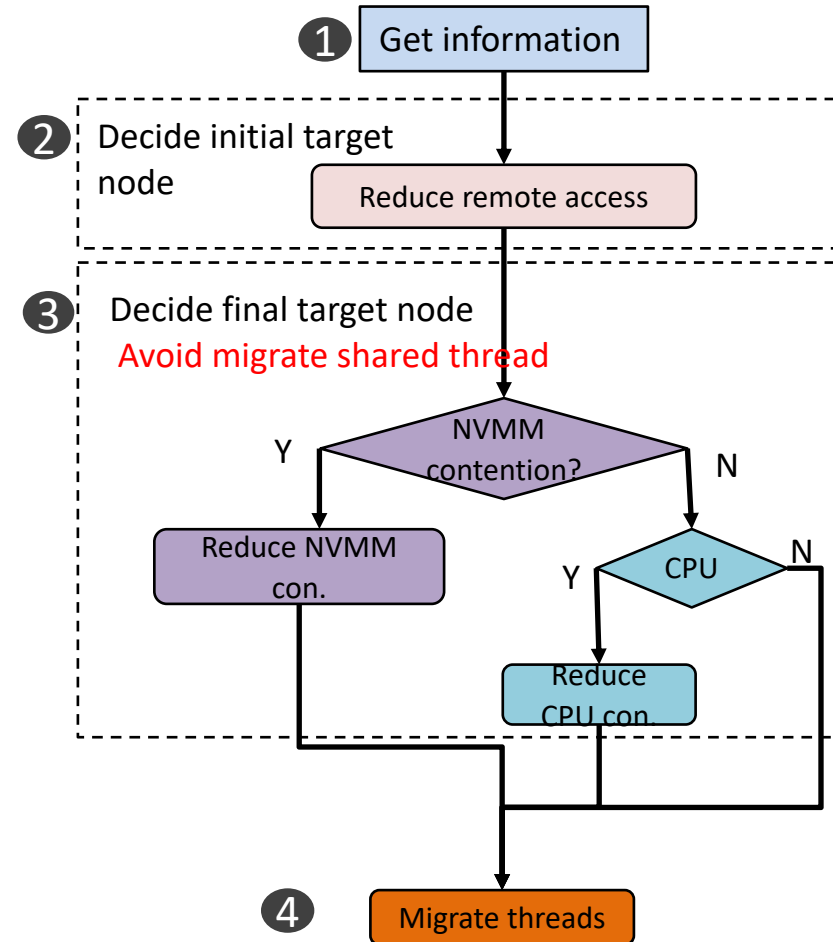 1
Get information
2
Decide initial target
node
Reduce remote access
3
Decide final target node
Avoid migrate shared thread
NVMM
contention?
Y
N
Reduce NVMM
con.
CPU
Y
N
Reduce
CPU con.
4
Migrate threads